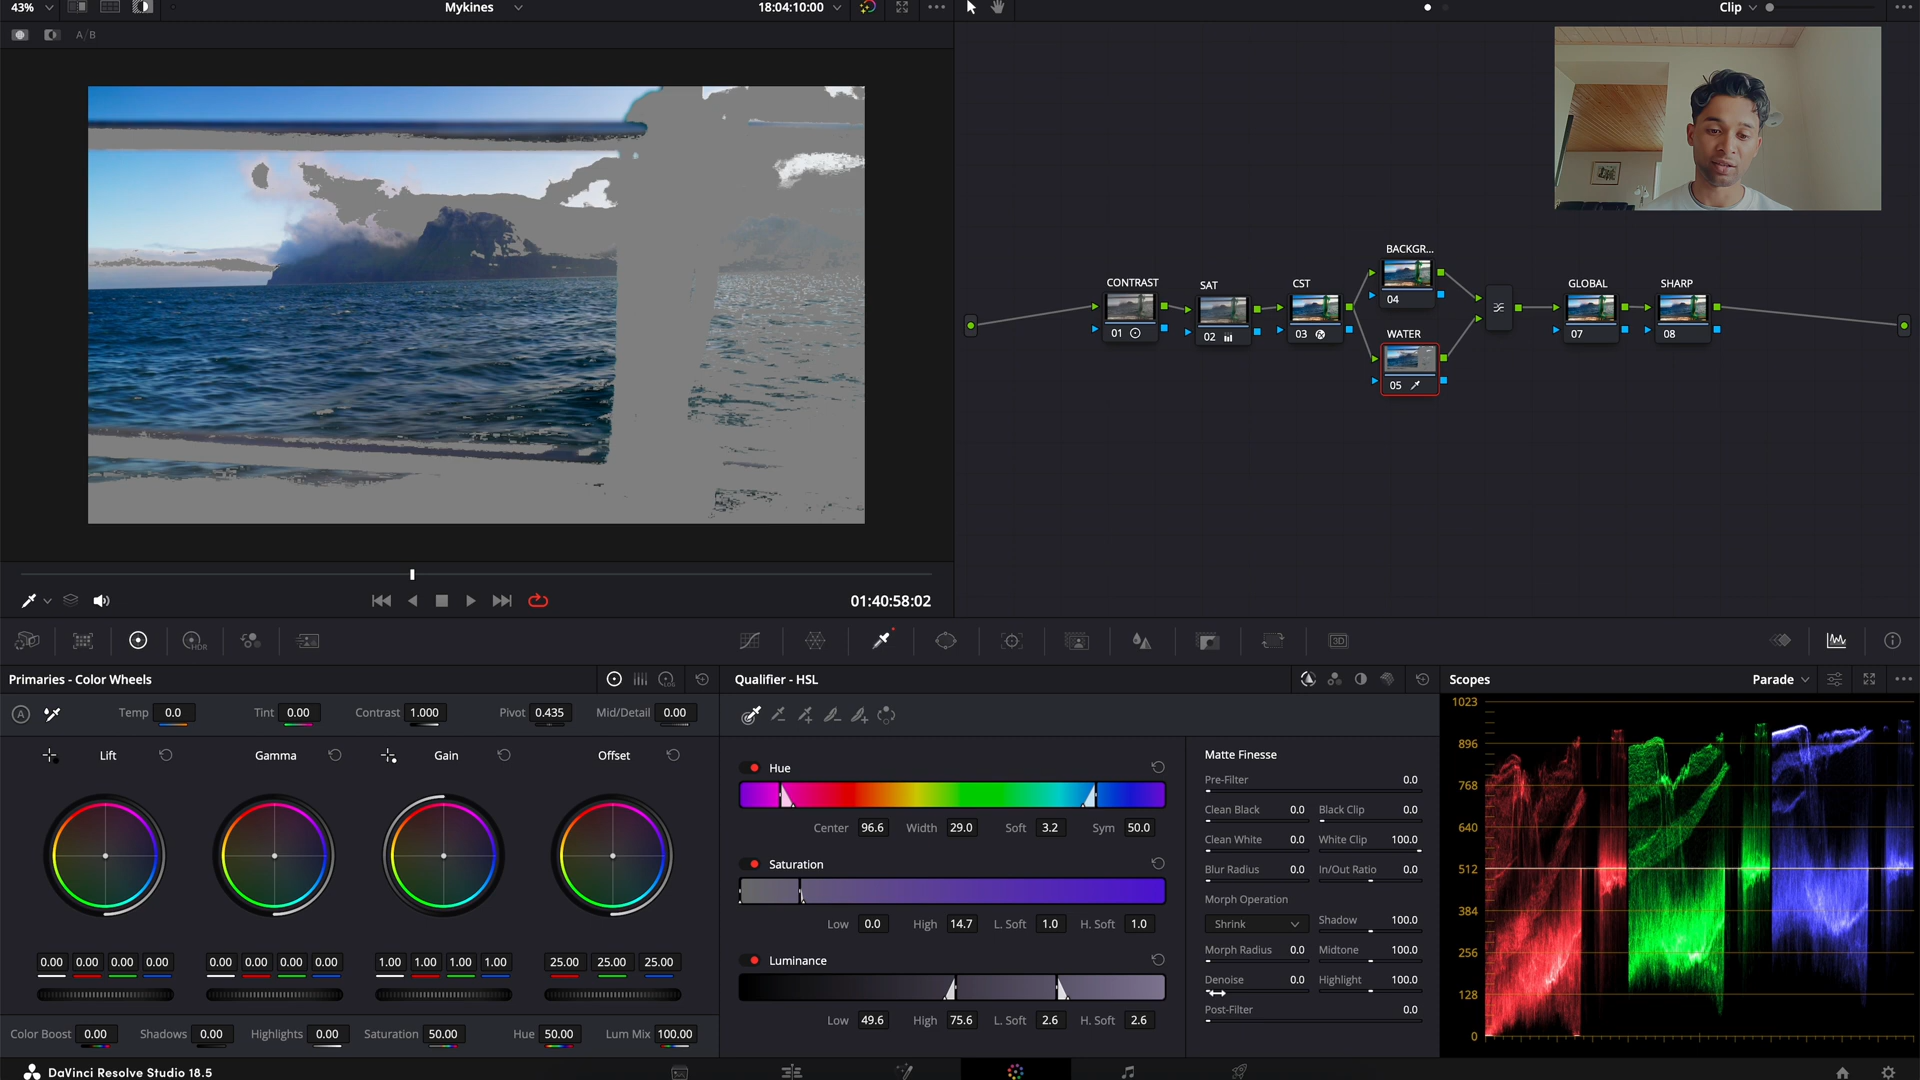 43%
Mykines
18:04:10:00
Clip
A/B
BACKGR...
CONTRAST
SAT
CST
GLOBAL
SHARP
04
01
02
03
07
08
WATER
05
01:40:58:02
HDR
3D
Primaries - Color Wheels
LOG
Qualifier - HSL
Scopes
Parade
A
Temp 0.0
Tint 0.00
Contrast 1.000
Pivot 0.435
Mid/Detail 0.00
Lift
Gamma
Gain
Offset
0.00 0.00 0.00 0.00
0.00 0.00 0.00 0.00
1.00 1.00 1.00 1.00
25.00 25.00 25.00
Color Boost 0.00
Shadows 0.00
Highlights 0.00
Saturation 50.00
Hue 50.00
Lum Mix 100.00
Hue
Center 96.6 Width 29.0 Soft 3.2 Sym 50.0
Saturation
Low 0.0 High 14.7 L. Soft 1.0 H. Soft 1.0
Luminance
Low 49.6 High 75.6 L. Soft 2.6 H. Soft 2.6
Matte Finesse
Pre-Filter 0.0
Clean Black 0.0 Black Clip 0.0
Clean White 0.0 White Clip 100.0
Blur Radius 0.0 In/Out Ratio 0.0
Morph Operation
Shrink Shadow 100.0
Morph Radius 0.0 Midtone 100.0
Denoise 0.0 Highlight 100.0
Post-Filter 0.0
1023
896
768
640
512
384
256
128
0
DaVinci Resolve Studio 18.5